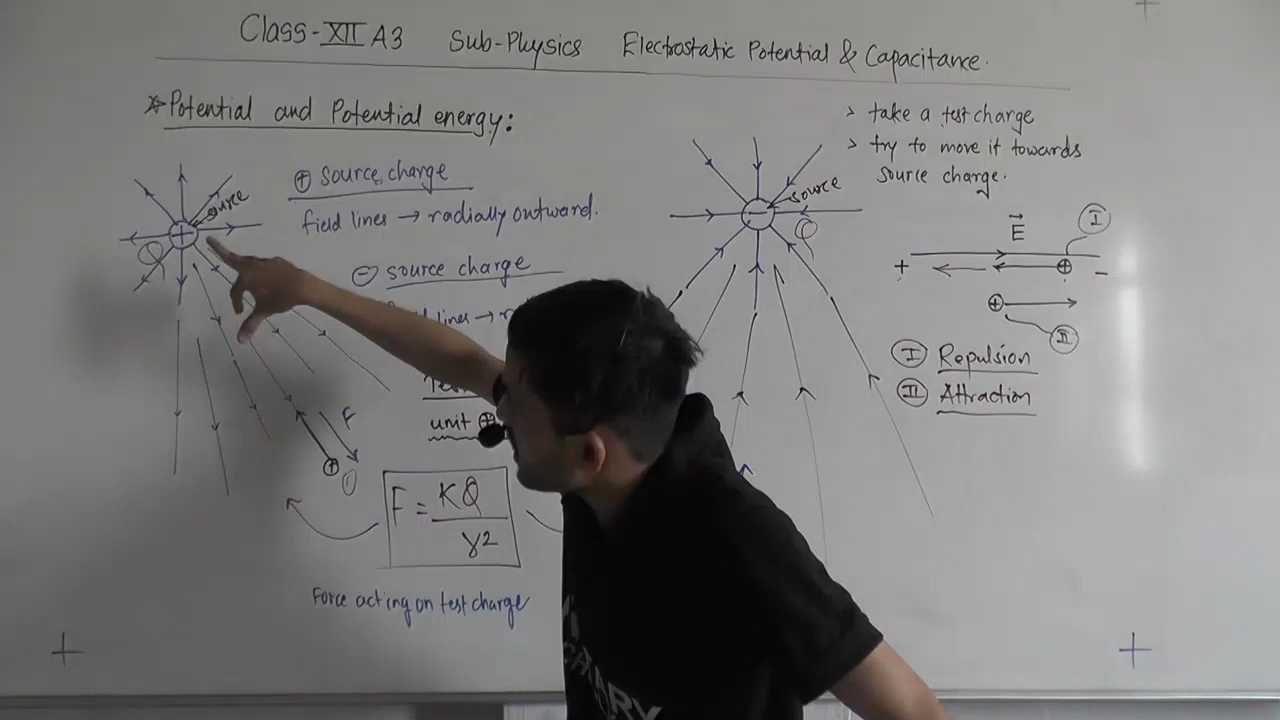 Class-XII A3 Sub-Physics Electrostatic Potential & Capacitance.
Potential and Potential energy:
> take a test charge
> try to move it towards
source charge.
⊕ source charge
field lines → radially outward.
⊖ source charge
lines →
unit ⊕
source
+
Q
F
⊕
F = KQ
r²
Force acting on test charge
source
−
Q
E
I
+
⊕
−
⊕
II
I Repulsion
II Attraction